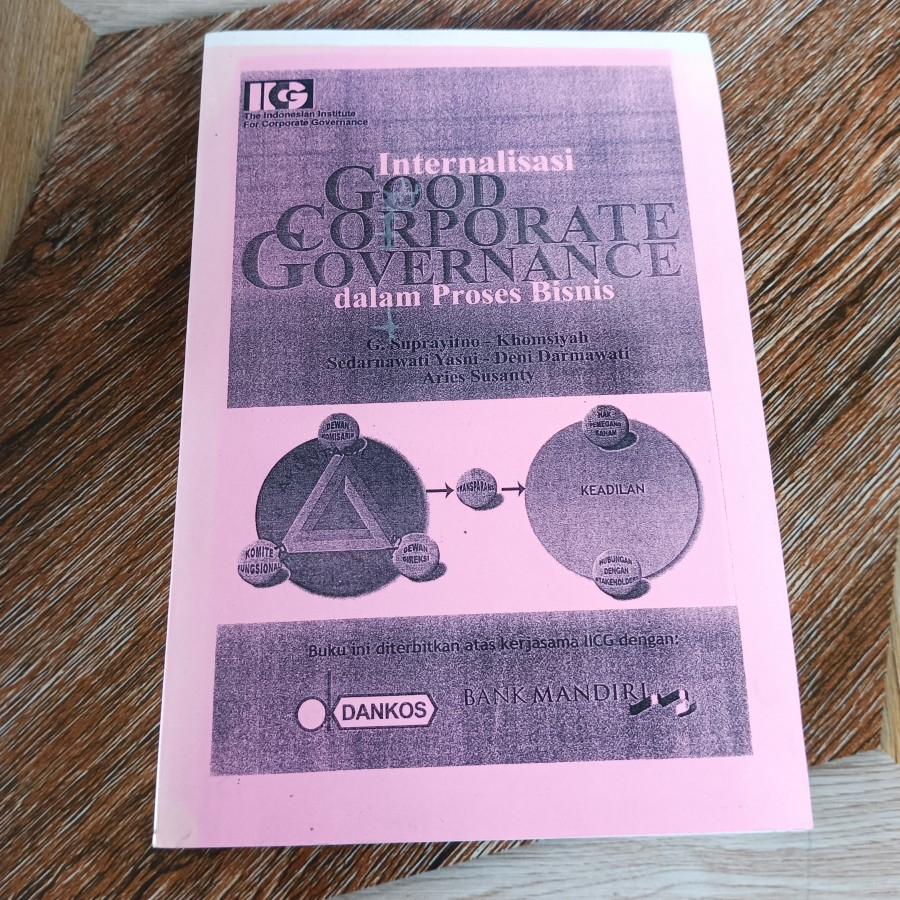 IICG
The Indonesian Institute
For Corporate Governance
Internalisasi
GOOD
CORPORATE
GOVERNANCE
dalam Proses Bisnis
G. Suprayitno - Khomsiyah
Sedarnawati Yasni - Deni Darmawati
Aries Susanty
DEWAN
KOMISARIS
KOMITE
FUNGSIONAL
DEWAN
DIREKSI
TRANSPARANSI
HAK
PEMEGANG
SAHAM
KEADILAN
HUBUNGAN
DENGAN
STAKEHOLDERS
Buku ini diterbitkan atas kerjasama IICG dengan:
DANKOS
BANK MANDIRI